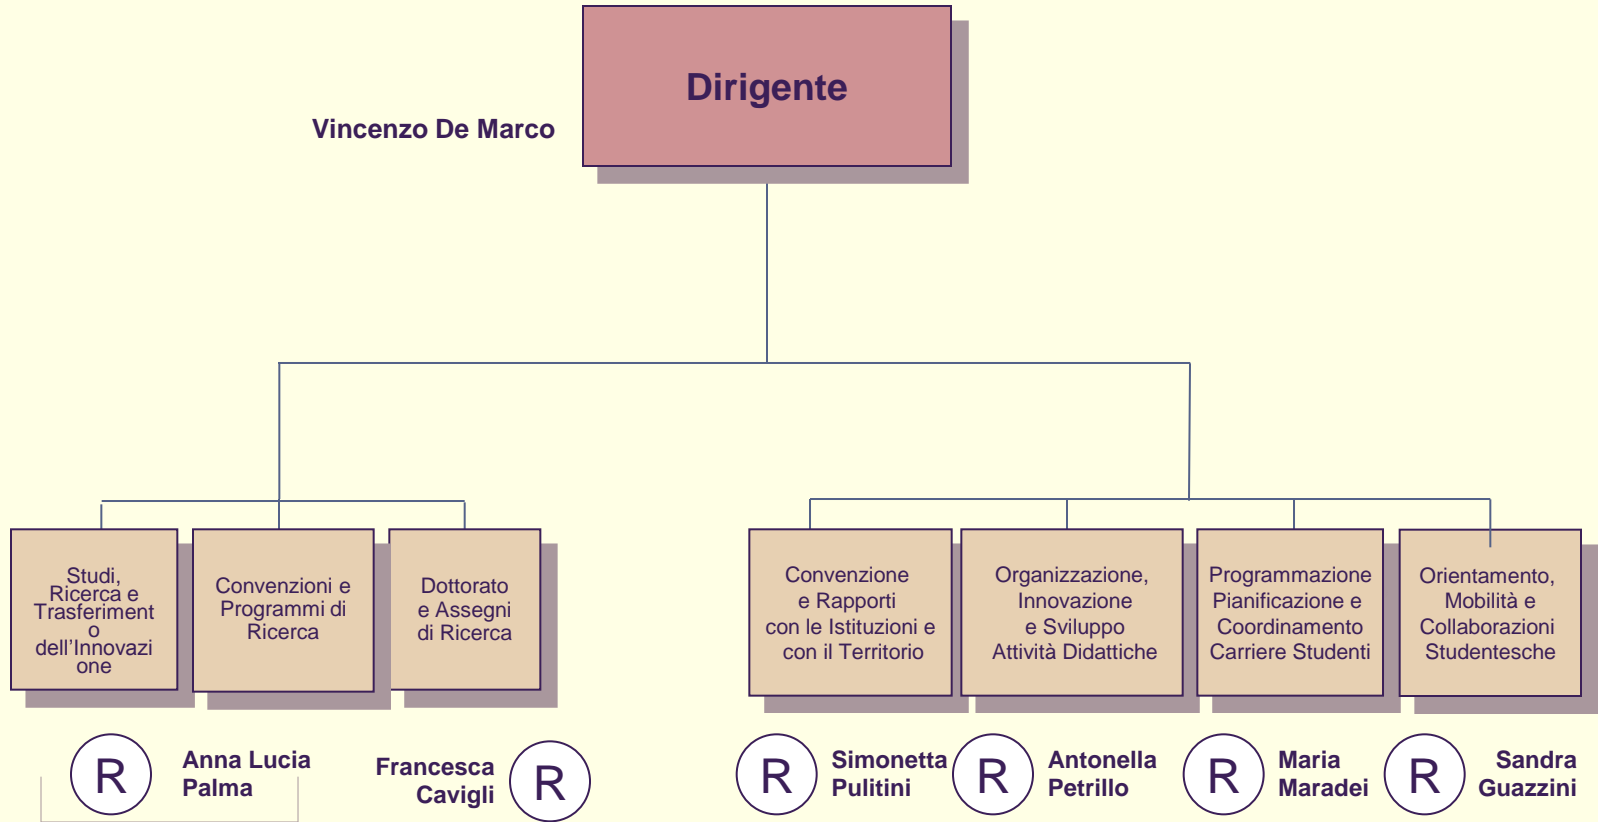 Dirigente
Vincenzo De Marco
Studi,
Ricerca e
Trasferiment
o
dell'Innovazi
one
Convenzioni e
Programmi di
Ricerca
Dottorato
e Assegni
di Ricerca
Convenzione
e Rapporti
con le Istituzioni e
con il Territorio
Organizzazione,
Innovazione
e Sviluppo
Attività Didattiche
Programmazione
Pianificazione e
Coordinamento
Carriere Studenti
Orientamento,
Mobilità e
Collaborazioni
Studentesche
R
Anna Lucia
Palma
Francesca
Cavigli
R
R
Simonetta
Pulitini
R
Antonella
Petrillo
R
Maria
Maradei
R
Sandra
Guazzini